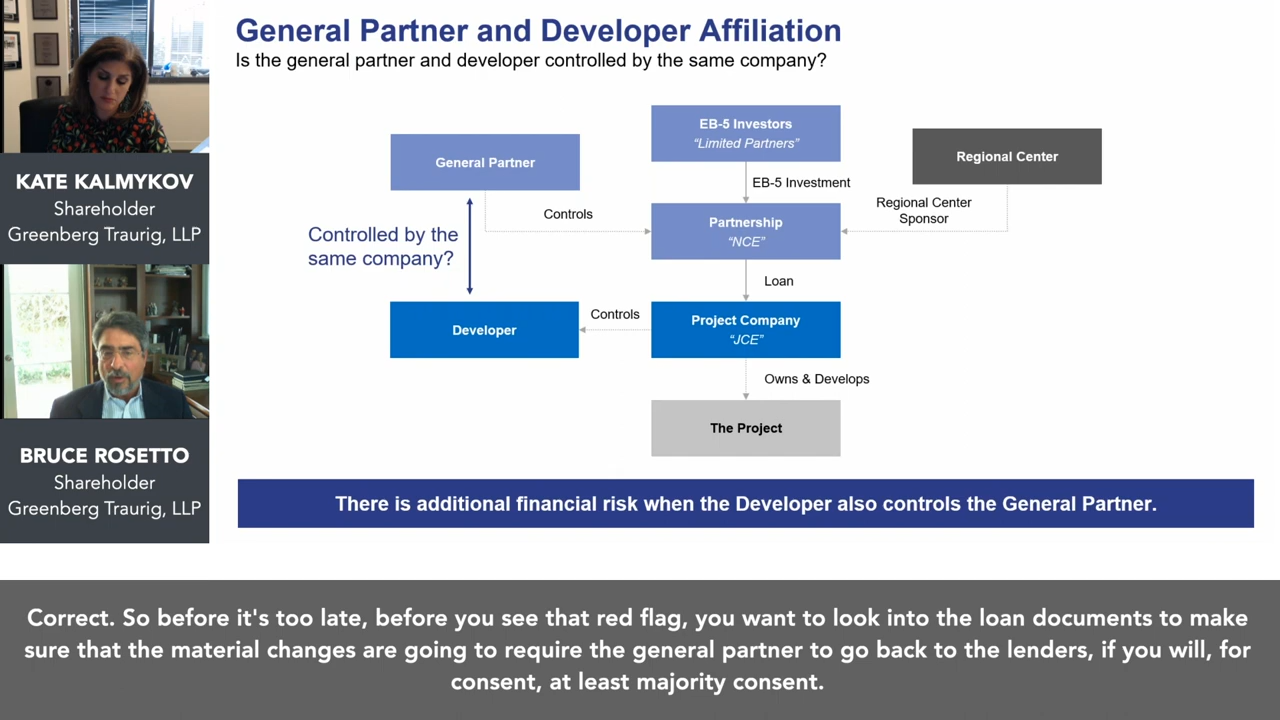 General Partner and Developer Affiliation
Is the general partner and developer controlled by the same company?
KATE KALMYKOV
Shareholder
Greenberg Traurig, LLP
BRUCE ROSETTO
Shareholder
Greenberg Traurig, LLP
EB-5 Investors
“Limited Partners”
General Partner
Regional Center
EB-5 Investment
Regional Center
Sponsor
Controls
Partnership
“NCE”
Controlled by the
same company?
Loan
Developer
Controls
Project Company
“JCE”
Owns & Develops
The Project
There is additional financial risk when the Developer also controls the General Partner.
Correct. So before it's too late, before you see that red flag, you want to look into the loan documents to make
sure that the material changes are going to require the general partner to go back to the lenders, if you will, for
consent, at least majority consent.